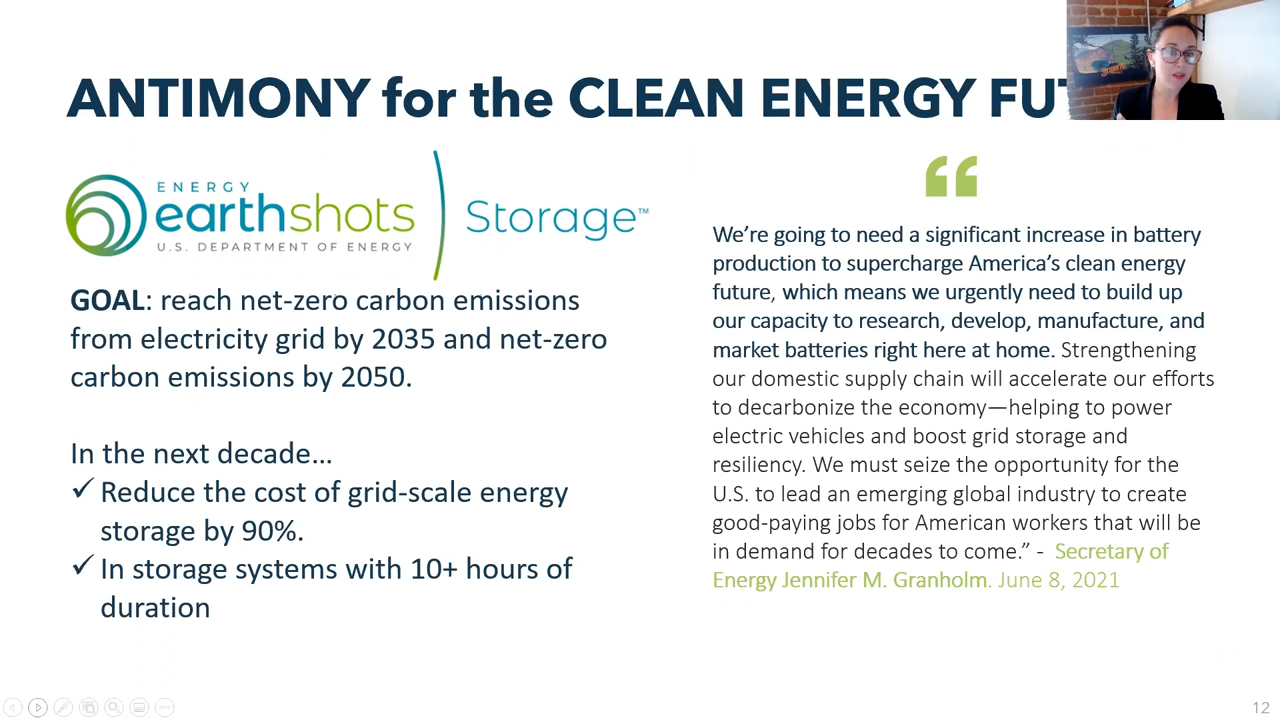 ANTIMONY for the CLEAN ENERGY FUT
ENERGY
earthshots
U.S. DEPARTMENT OF ENERGY
Storage™
GOAL: reach net-zero carbon emissions
from electricity grid by 2035 and net-zero
carbon emissions by 2050.
In the next decade…
✓ Reduce the cost of grid-scale energy
storage by 90%.
✓ In storage systems with 10+ hours of
duration
“
We’re going to need a significant increase in battery
production to supercharge America’s clean energy
future, which means we urgently need to build up
our capacity to research, develop, manufacture, and
market batteries right here at home. Strengthening
our domestic supply chain will accelerate our efforts
to decarbonize the economy—helping to power
electric vehicles and boost grid storage and
resiliency. We must seize the opportunity for the
U.S. to lead an emerging global industry to create
good-paying jobs for American workers that will be
in demand for decades to come.” - Secretary of
Energy Jennifer M. Granholm. June 8, 2021
12